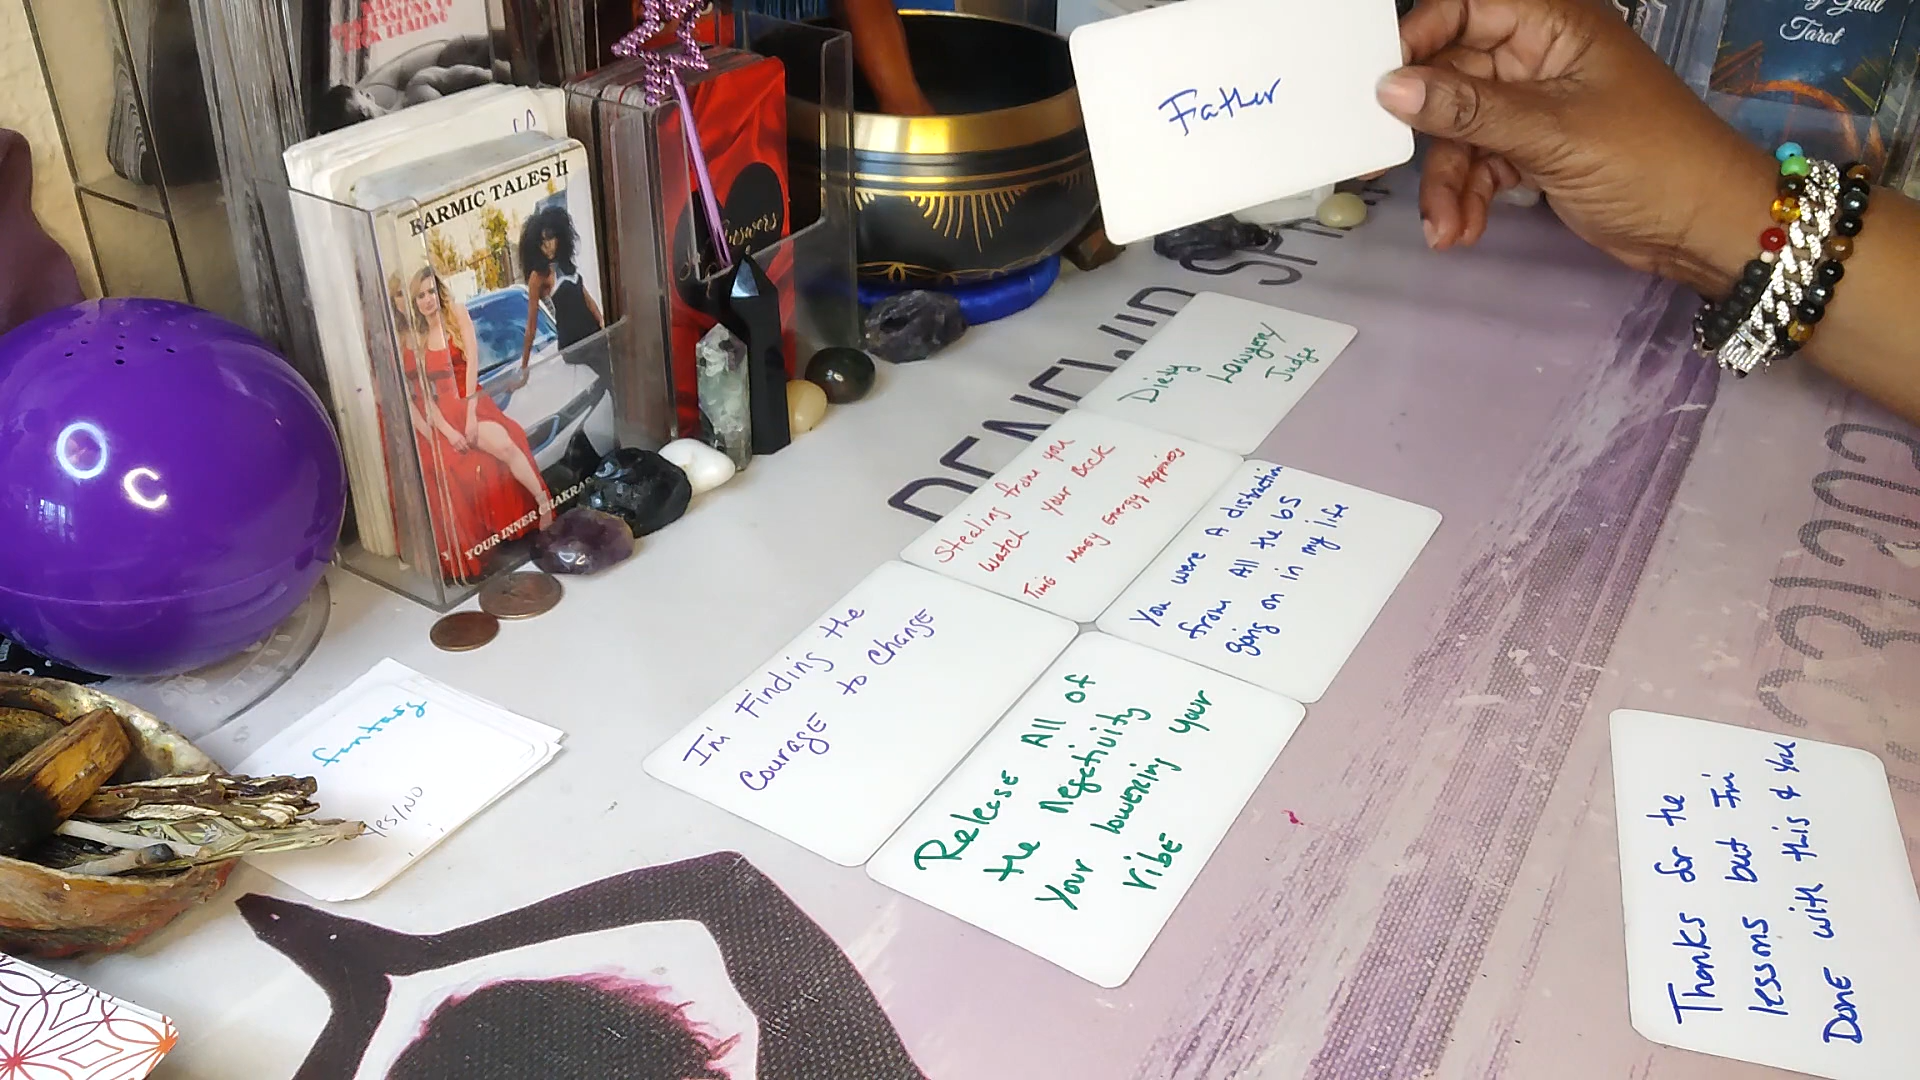 Tarot
KARMIC TALES II
YOUR INNER CHAKRAS
Answers
Father
Diety
Lawyer/
Judge
Stealing from you
watch your Back
Time Money Energy Happiness
You were A distraction
from All the bs
going on in my life
I'm Finding the
Courage to change
Release All of
the Negetivity
Your lowering your
vibe
fantasy
Yes/No
Thanks for the
lessons but I'm
Done with this & You
O C